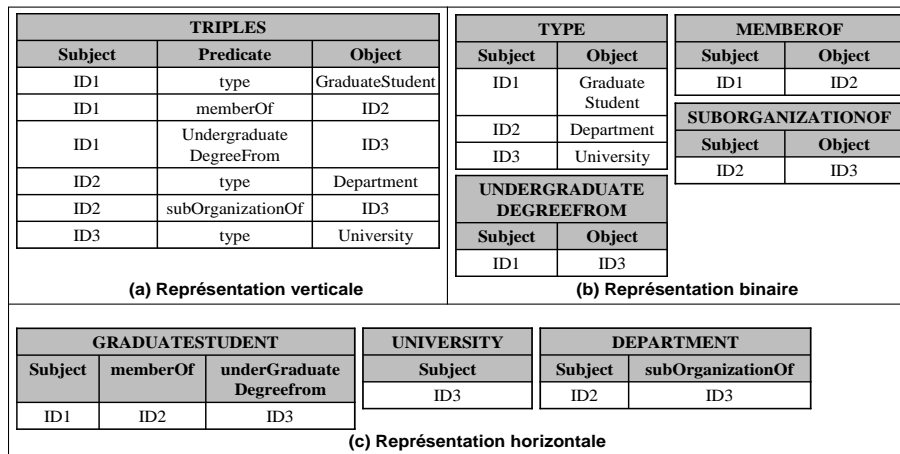 TRIPLES
Subject Predicate Object
ID1 type GraduateStudent
ID1 memberOf ID2
ID1 Undergraduate DegreeFrom ID3
ID2 type Department
ID2 subOrganizationOf ID3
ID3 type University
(a) Représentation verticale
TYPE
Subject Object
ID1 Graduate Student
ID2 Department
ID3 University
UNDERGRADUATE
DEGREEFROM
Subject Object
ID1 ID3
MEMBEROF
Subject Object
ID1 ID2
SUBORGANIZATIONOF
Subject Object
ID2 ID3
(b) Représentation binaire
GRADUATESTUDENT
Subject memberOf underGraduate Degreefrom
ID1 ID2 ID3
UNIVERSITY
Subject
ID3
DEPARTMENT
Subject subOrganizationOf
ID2 ID3
(c) Représentation horizontale